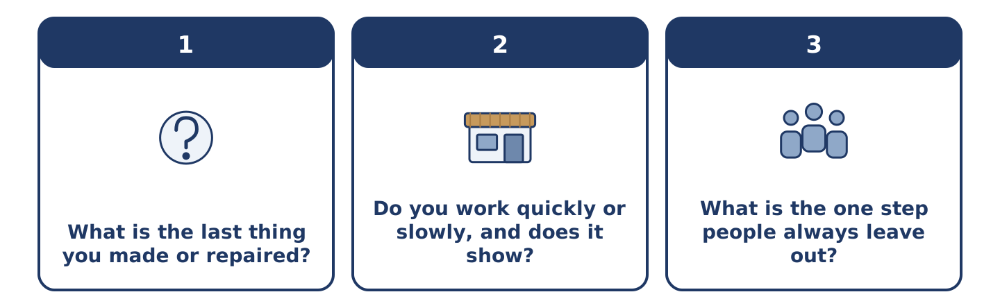 1
What is the last thing
you made or repaired?
2
Do you work quickly or
slowly, and does it
show?
3
What is the one step
people always leave
out?